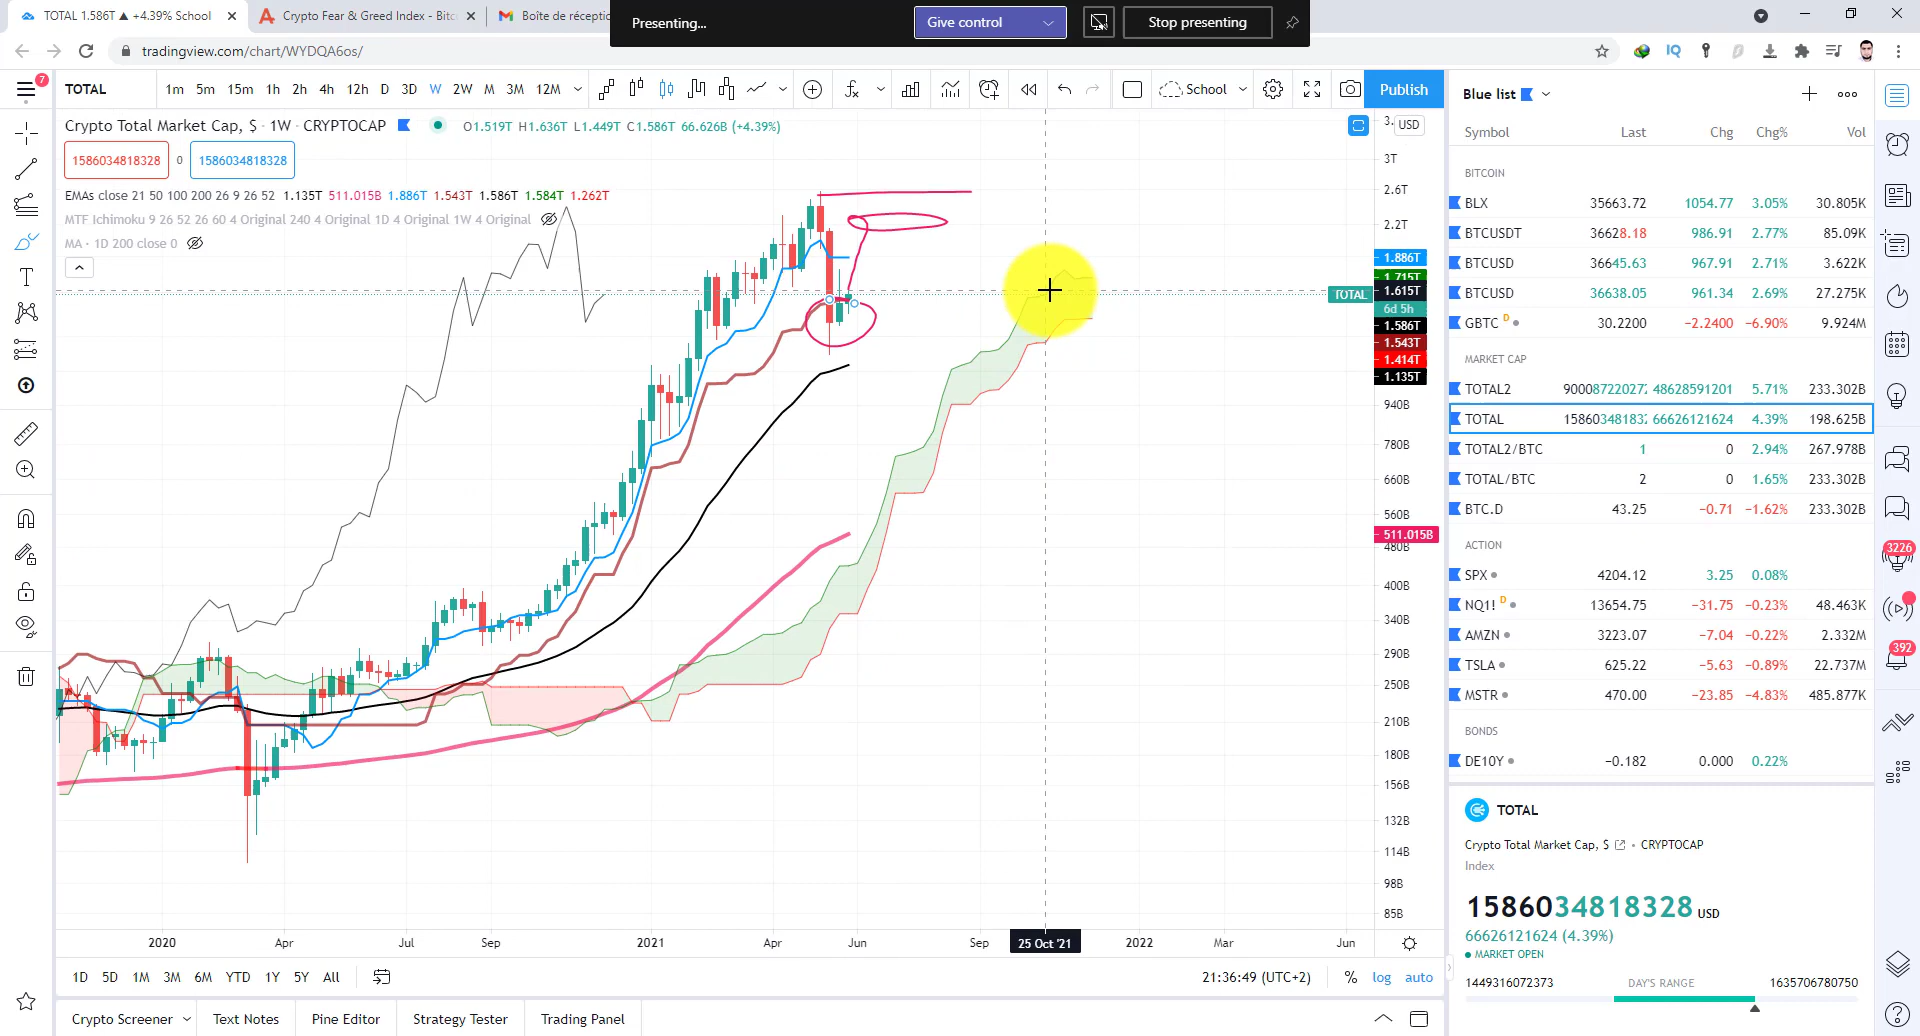 TOTAL 1.586T ▲ +4.39% School
Crypto Fear & Greed Index - Bitc
Boîte de récepti
Presenting...
Give control
Stop presenting
tradingview.com/chart/WYDQA6os/
IQ
7
TOTAL
1m 5m 15m 1h 2h 4h 12h D 3D W 2W M 3M 12M
School
Publish
Blue list
Crypto Total Market Cap, $ · 1W · CRYPTOCAP
O1.519T H1.636T L1.449T C1.586T 66.626B (+4.39%)
USD
1586034818328 0 1586034818328
EMAs close 21 50 100 200 26 9 26 52 1.135T 511.015B 1.886T 1.543T 1.586T 1.584T 1.262T
MTF Ichimoku 9 26 52 26 60 4 Original 240 4 Original 1D 4 Original 1W 4 Original
MA · 1D 200 close 0
3T
2.6T
2.2T
1.886T
1.715T
TOTAL
1.615T
6d 5h
1.586T
1.543T
1.414T
1.135T
940B
780B
660B
560B
511.015B
480B
400B
340B
290B
250B
210B
180B
156B
132B
114B
98B
85B
2020 Apr Jul Sep 2021 Apr Jun Sep 25 Oct '21 2022 Mar Jun
1D 5D 1M 3M 6M YTD 1Y 5Y All
21:36:49 (UTC+2) % log auto
Crypto Screener Text Notes Pine Editor Strategy Tester Trading Panel
Symbol Last Chg Chg% Vol
BITCOIN
BLX 35663.72 1054.77 3.05% 30.805K
BTCUSDT 36628.18 986.91 2.77% 85.09K
BTCUSD 36645.63 967.91 2.71% 3.622K
BTCUSD 36638.05 961.34 2.69% 27.275K
GBTC D 30.2200 −2.2400 −6.90% 9.924M
MARKET CAP
TOTAL2 90008722027 48628591201 5.71% 233.302B
TOTAL 1586034818 66626121624 4.39% 198.625B
TOTAL2/BTC 1 0 2.94% 267.978B
TOTAL/BTC 2 0 1.65% 233.302B
BTC.D 43.25 −0.71 −1.62% 233.302B
ACTION
SPX 4204.12 3.25 0.08%
NQ1! D 13654.75 −31.75 −0.23% 48.463K
AMZN 3223.07 −7.04 −0.22% 2.332M
TSLA 625.22 −5.63 −0.89% 22.737M
MSTR 470.00 −23.85 −4.83% 485.877K
BONDS
DE10Y −0.182 0.000 0.22%
TOTAL
Crypto Total Market Cap, $ • CRYPTOCAP
Index
1586034818328 USD
66626121624 (4.39%)
MARKET OPEN
1449316072373 DAY'S RANGE 1635706780750
3226
392